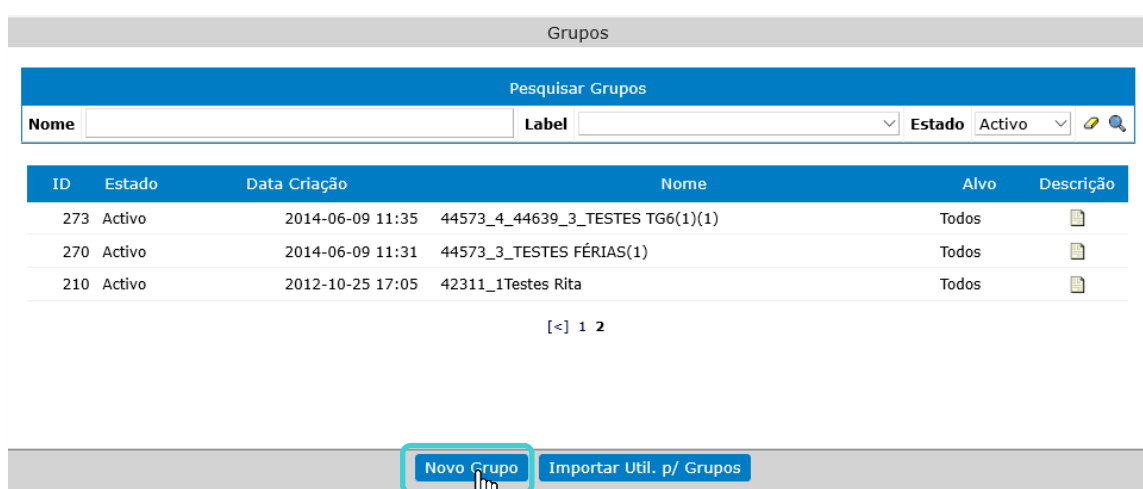 Grupos
Pesquisar Grupos
Nome Label Estado Activo
ID Estado Data Criação Nome Alvo Descrição
273 Activo 2014-06-09 11:35 44573_4_44639_3_TESTES TG6(1)(1) Todos
270 Activo 2014-06-09 11:31 44573_3_TESTES FÉRIAS(1) Todos
210 Activo 2012-10-25 17:05 42311_1Testes Rita Todos
[<] 1 2
Novo Grupo Importar Util. p/ Grupos